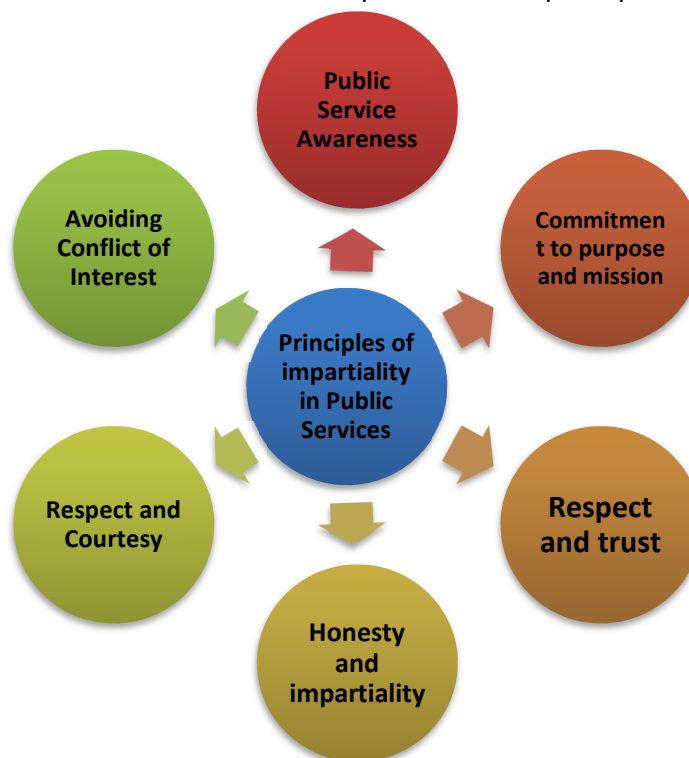 Public
Service
Awareness
Commitmen
t to purpose
and mission
Avoiding
Conflict of
Interest
Principles of
impartiality
in Public
Services
Respect
and trust
Respect and
Courtesy
Honesty
and
impartiality